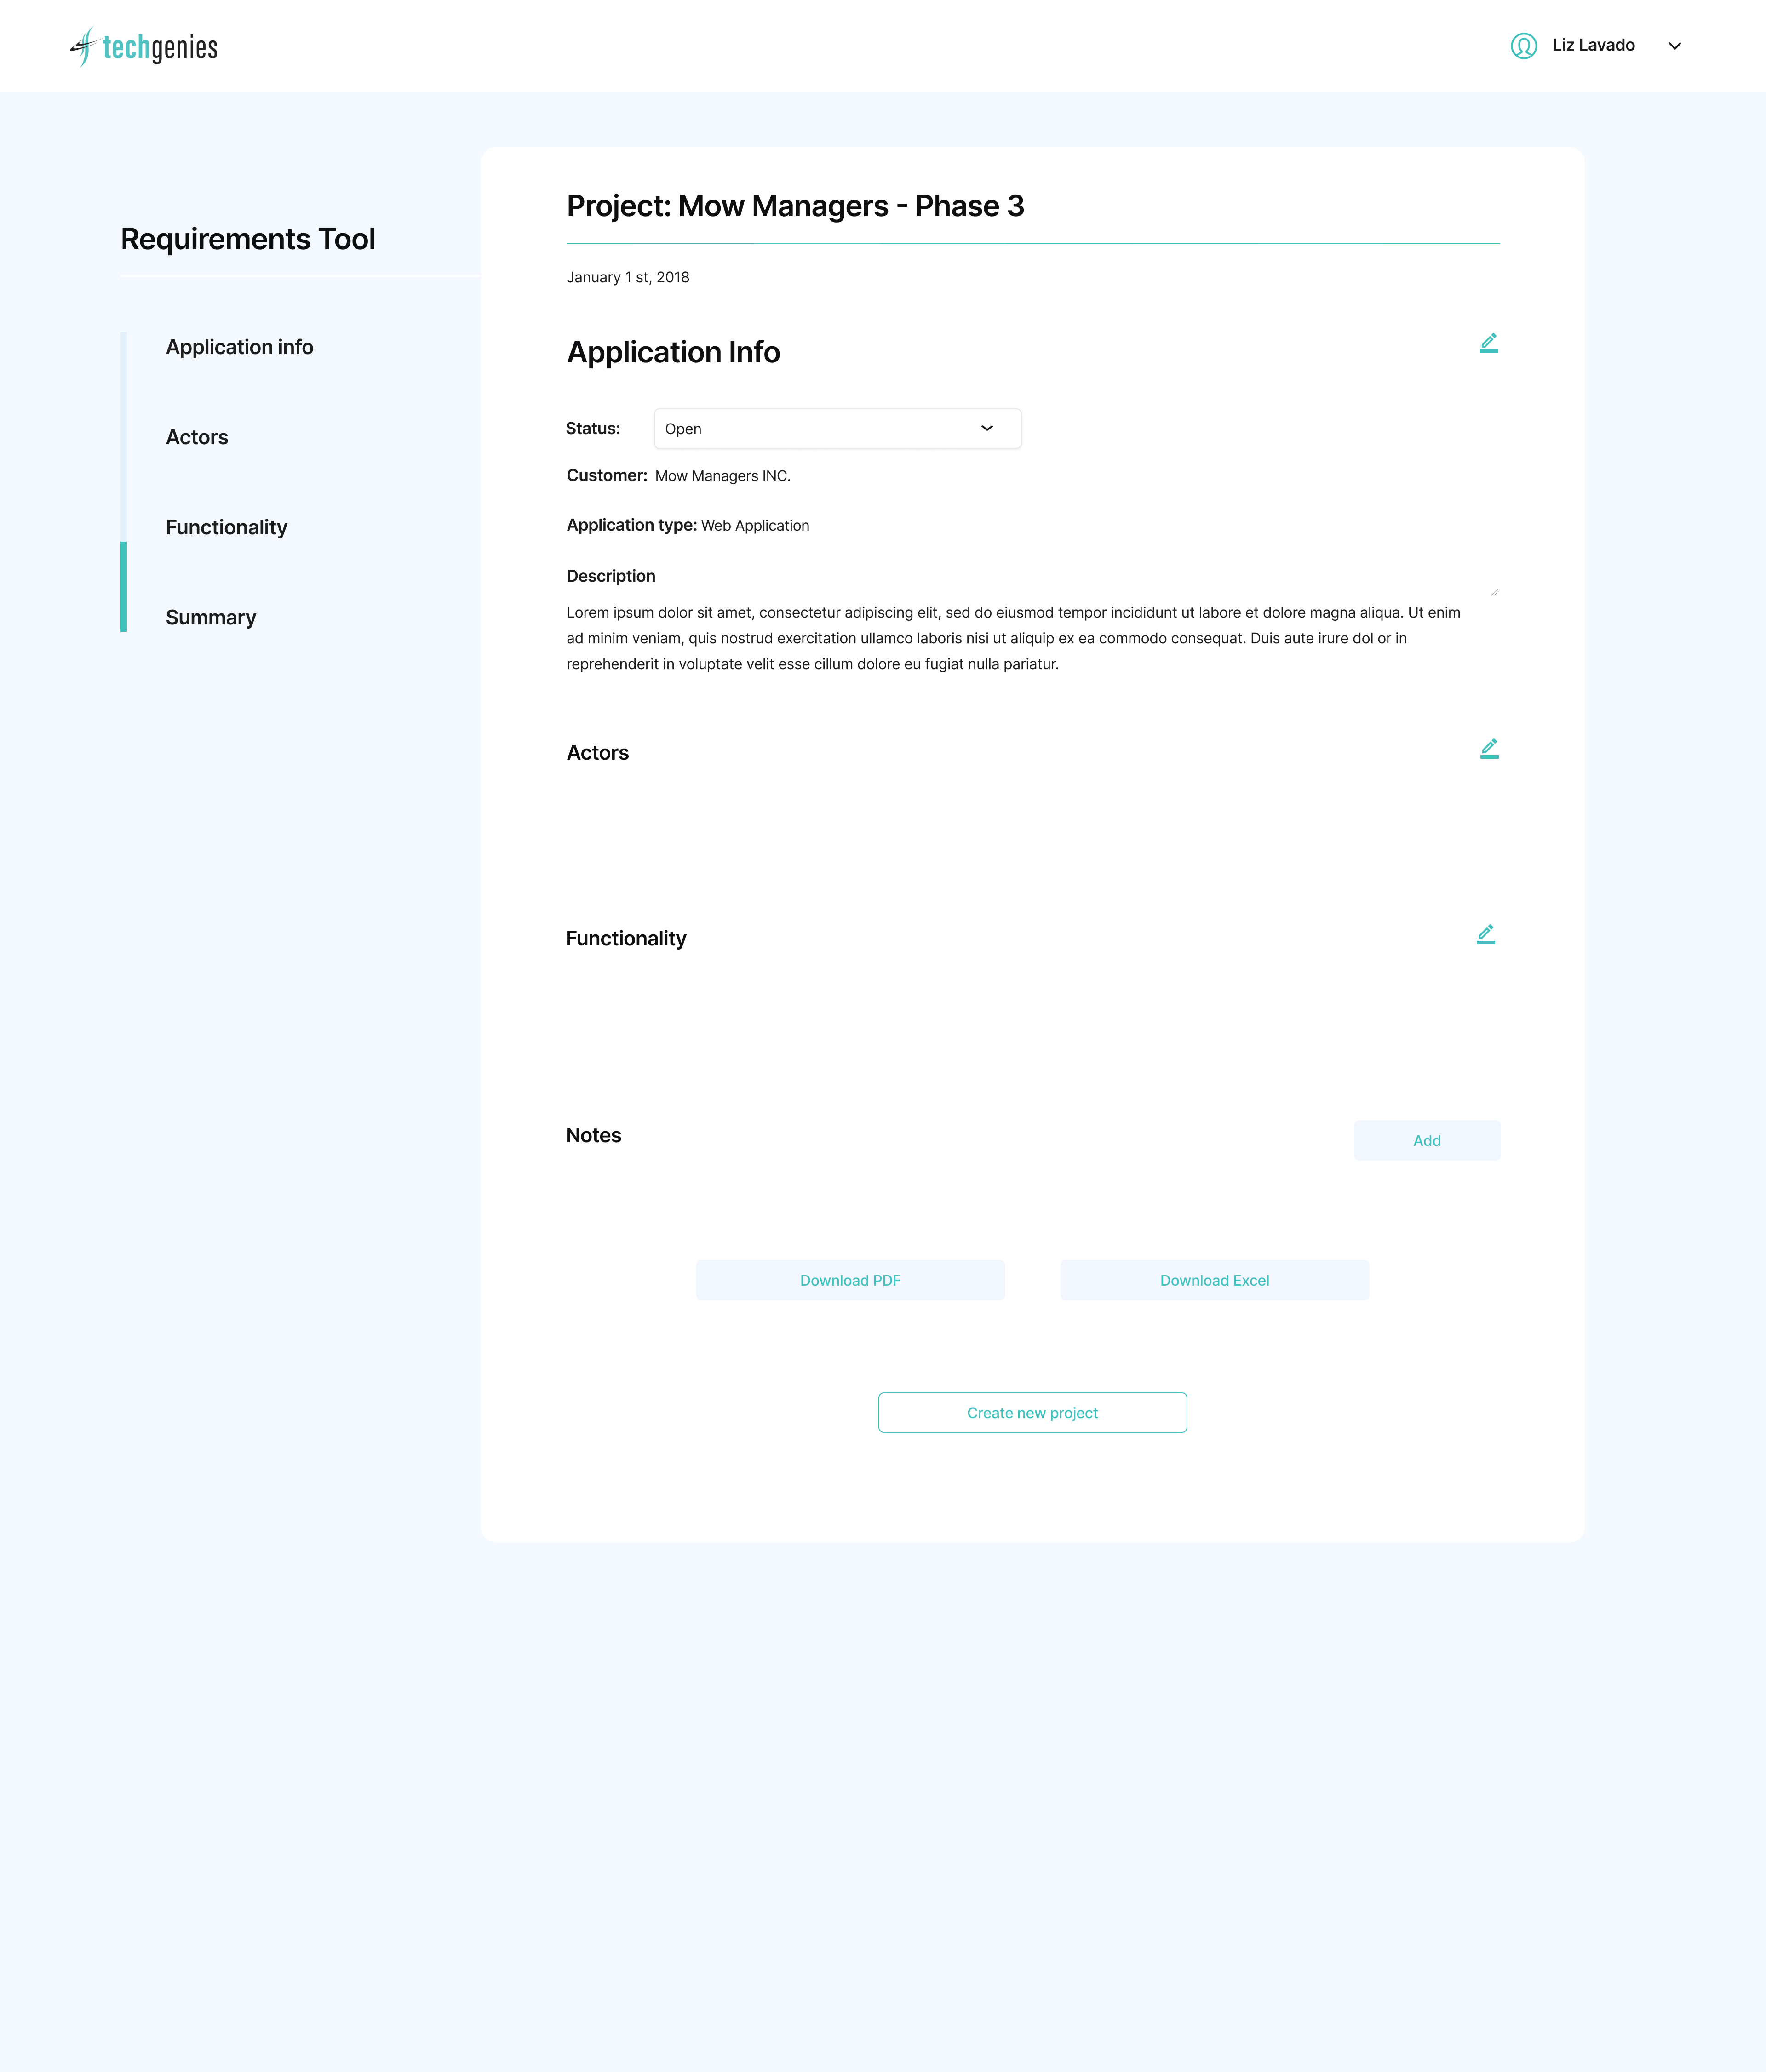 techgenies
Liz Lavado
Requirements Tool
Application info
Actors
Functionality
Summary
Project: Mow Managers - Phase 3
January 1 st, 2018
Application Info
Status:
Open
Customer: Mow Managers INC.
Application type: Web Application
Description
Lorem ipsum dolor sit amet, consectetur adipiscing elit, sed do eiusmod tempor incididunt ut labore et dolore magna aliqua. Ut enim
ad minim veniam, quis nostrud exercitation ullamco laboris nisi ut aliquip ex ea commodo consequat. Duis aute irure dol or in
reprehenderit in voluptate velit esse cillum dolore eu fugiat nulla pariatur.
Actors
Functionality
Notes
Add
Download PDF
Download Excel
Create new project